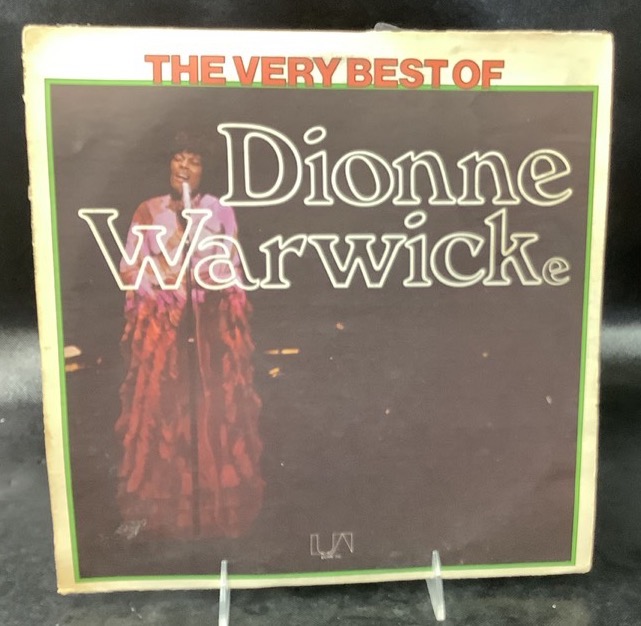 THE VERY BEST OF
Dionne
Warwicke
UA